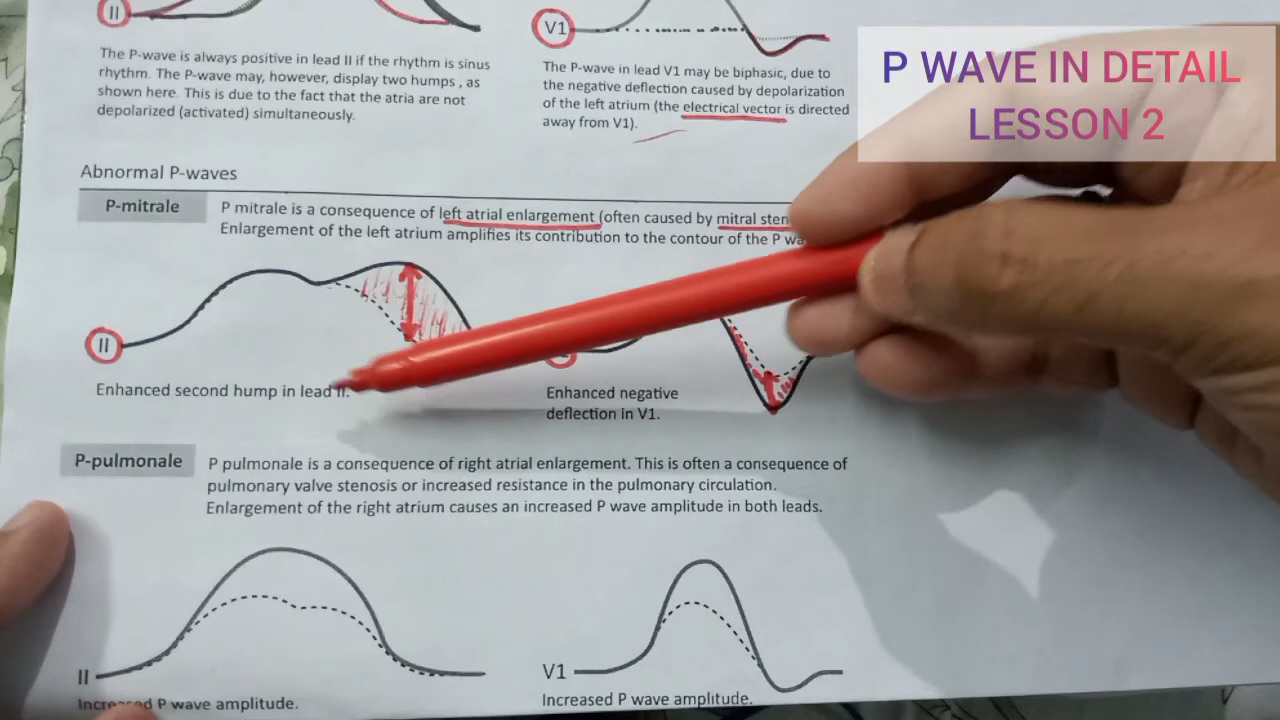 II
The P-wave is always positive in lead II if the rhythm is sinus
rhythm. The P-wave may, however, display two humps , as
shown here. This is due to the fact that the atria are not
depolarized (activated) simultaneously.
V1
The P-wave in lead V1 may be biphasic, due to
the negative deflection caused by depolarization
of the left atrium (the electrical vector is directed
away from V1).
P WAVE IN DETAIL
LESSON 2
Abnormal P-waves
P-mitrale
P mitrale is a consequence of left atrial enlargement (often caused by mitral
Enlargement of the left atrium amplifies its contribution to the contour of the P
II
Enhanced second hump in lead II.
Enhanced negative
deflection in V1.
P-pulmonale
P pulmonale is a consequence of right atrial enlargement. This is often a consequence of
pulmonary valve stenosis or increased resistance in the pulmonary circulation.
Enlargement of the right atrium causes an increased P wave amplitude in both leads.
II
Increased P wave amplitude.
V1
Increased P wave amplitude.